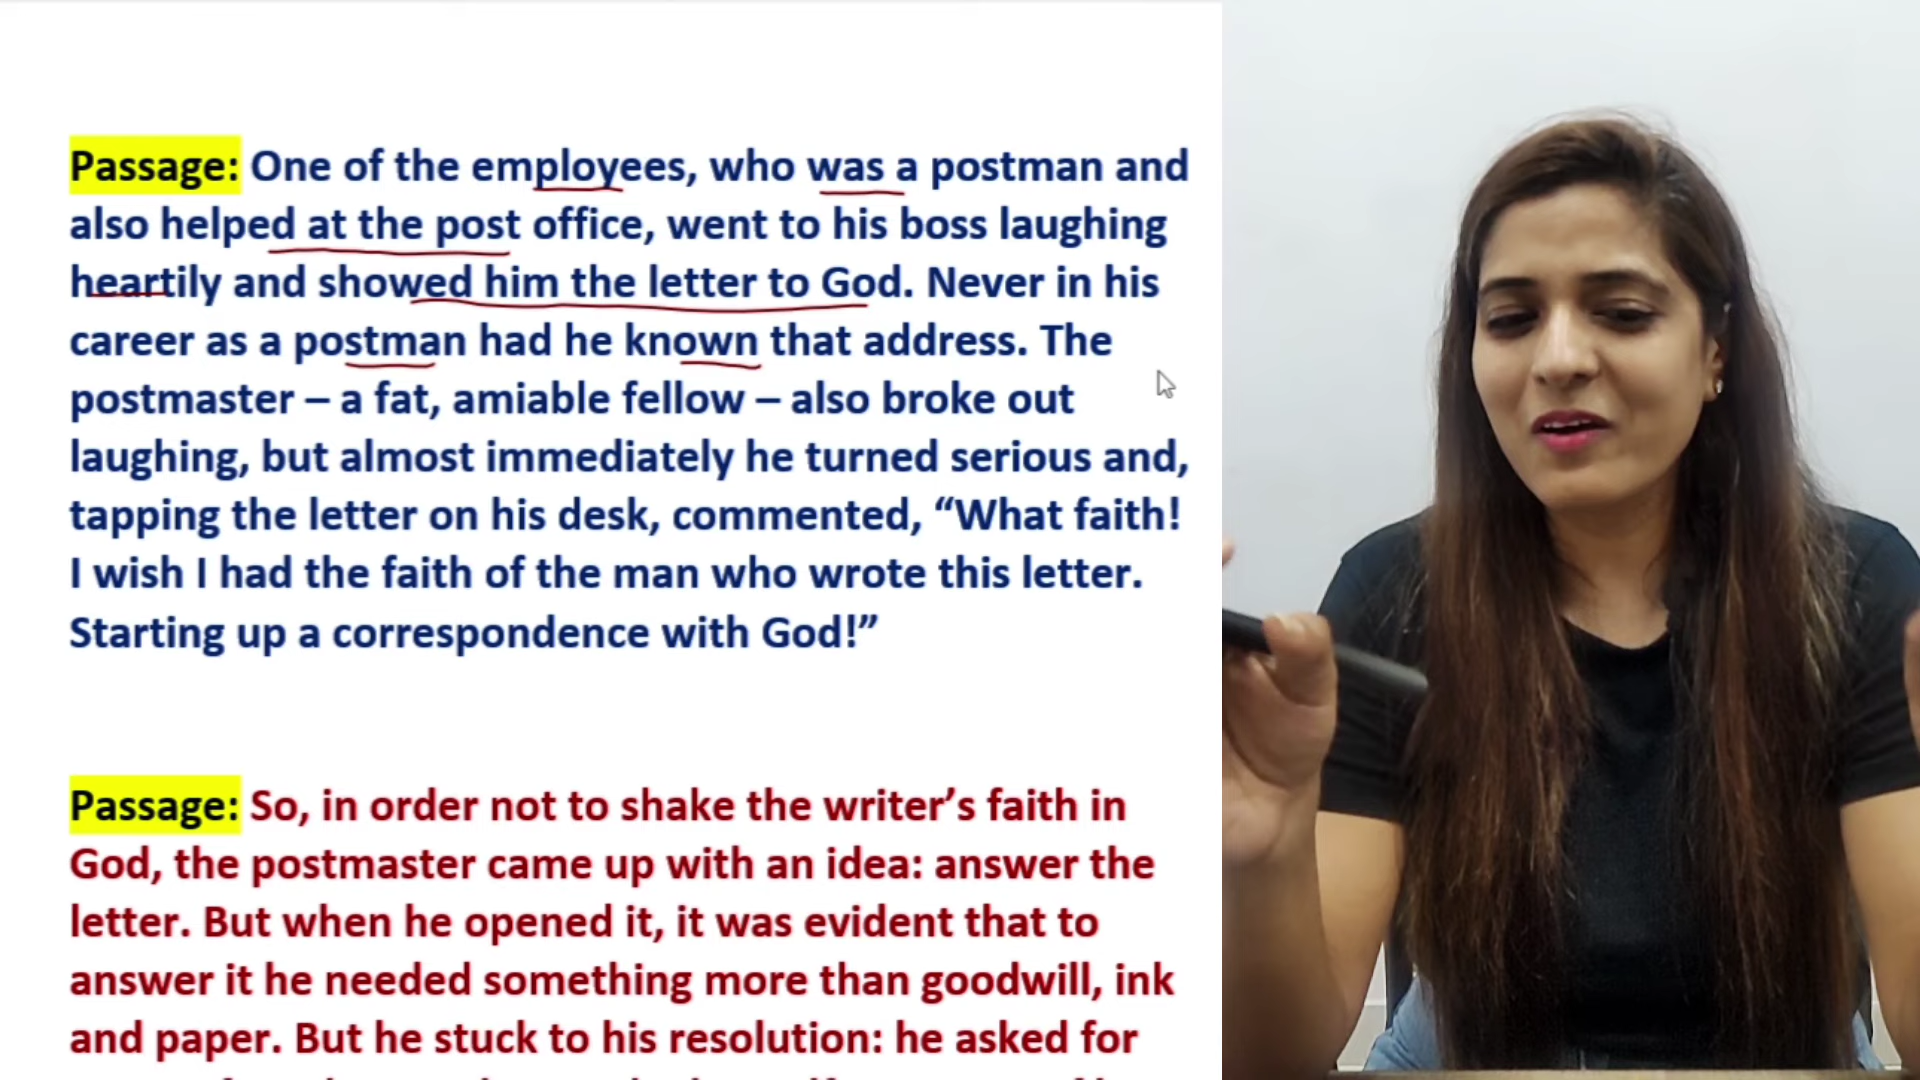 Passage: One of the employees, who was a postman and
also helped at the post office, went to his boss laughing
heartily and showed him the letter to God. Never in his
career as a postman had he known that address. The
postmaster – a fat, amiable fellow – also broke out
laughing, but almost immediately he turned serious and,
tapping the letter on his desk, commented, “What faith!
I wish I had the faith of the man who wrote this letter.
Starting up a correspondence with God!”
Passage: So, in order not to shake the writer’s faith in
God, the postmaster came up with an idea: answer the
letter. But when he opened it, it was evident that to
answer it he needed something more than goodwill, ink
and paper. But he stuck to his resolution: he asked for